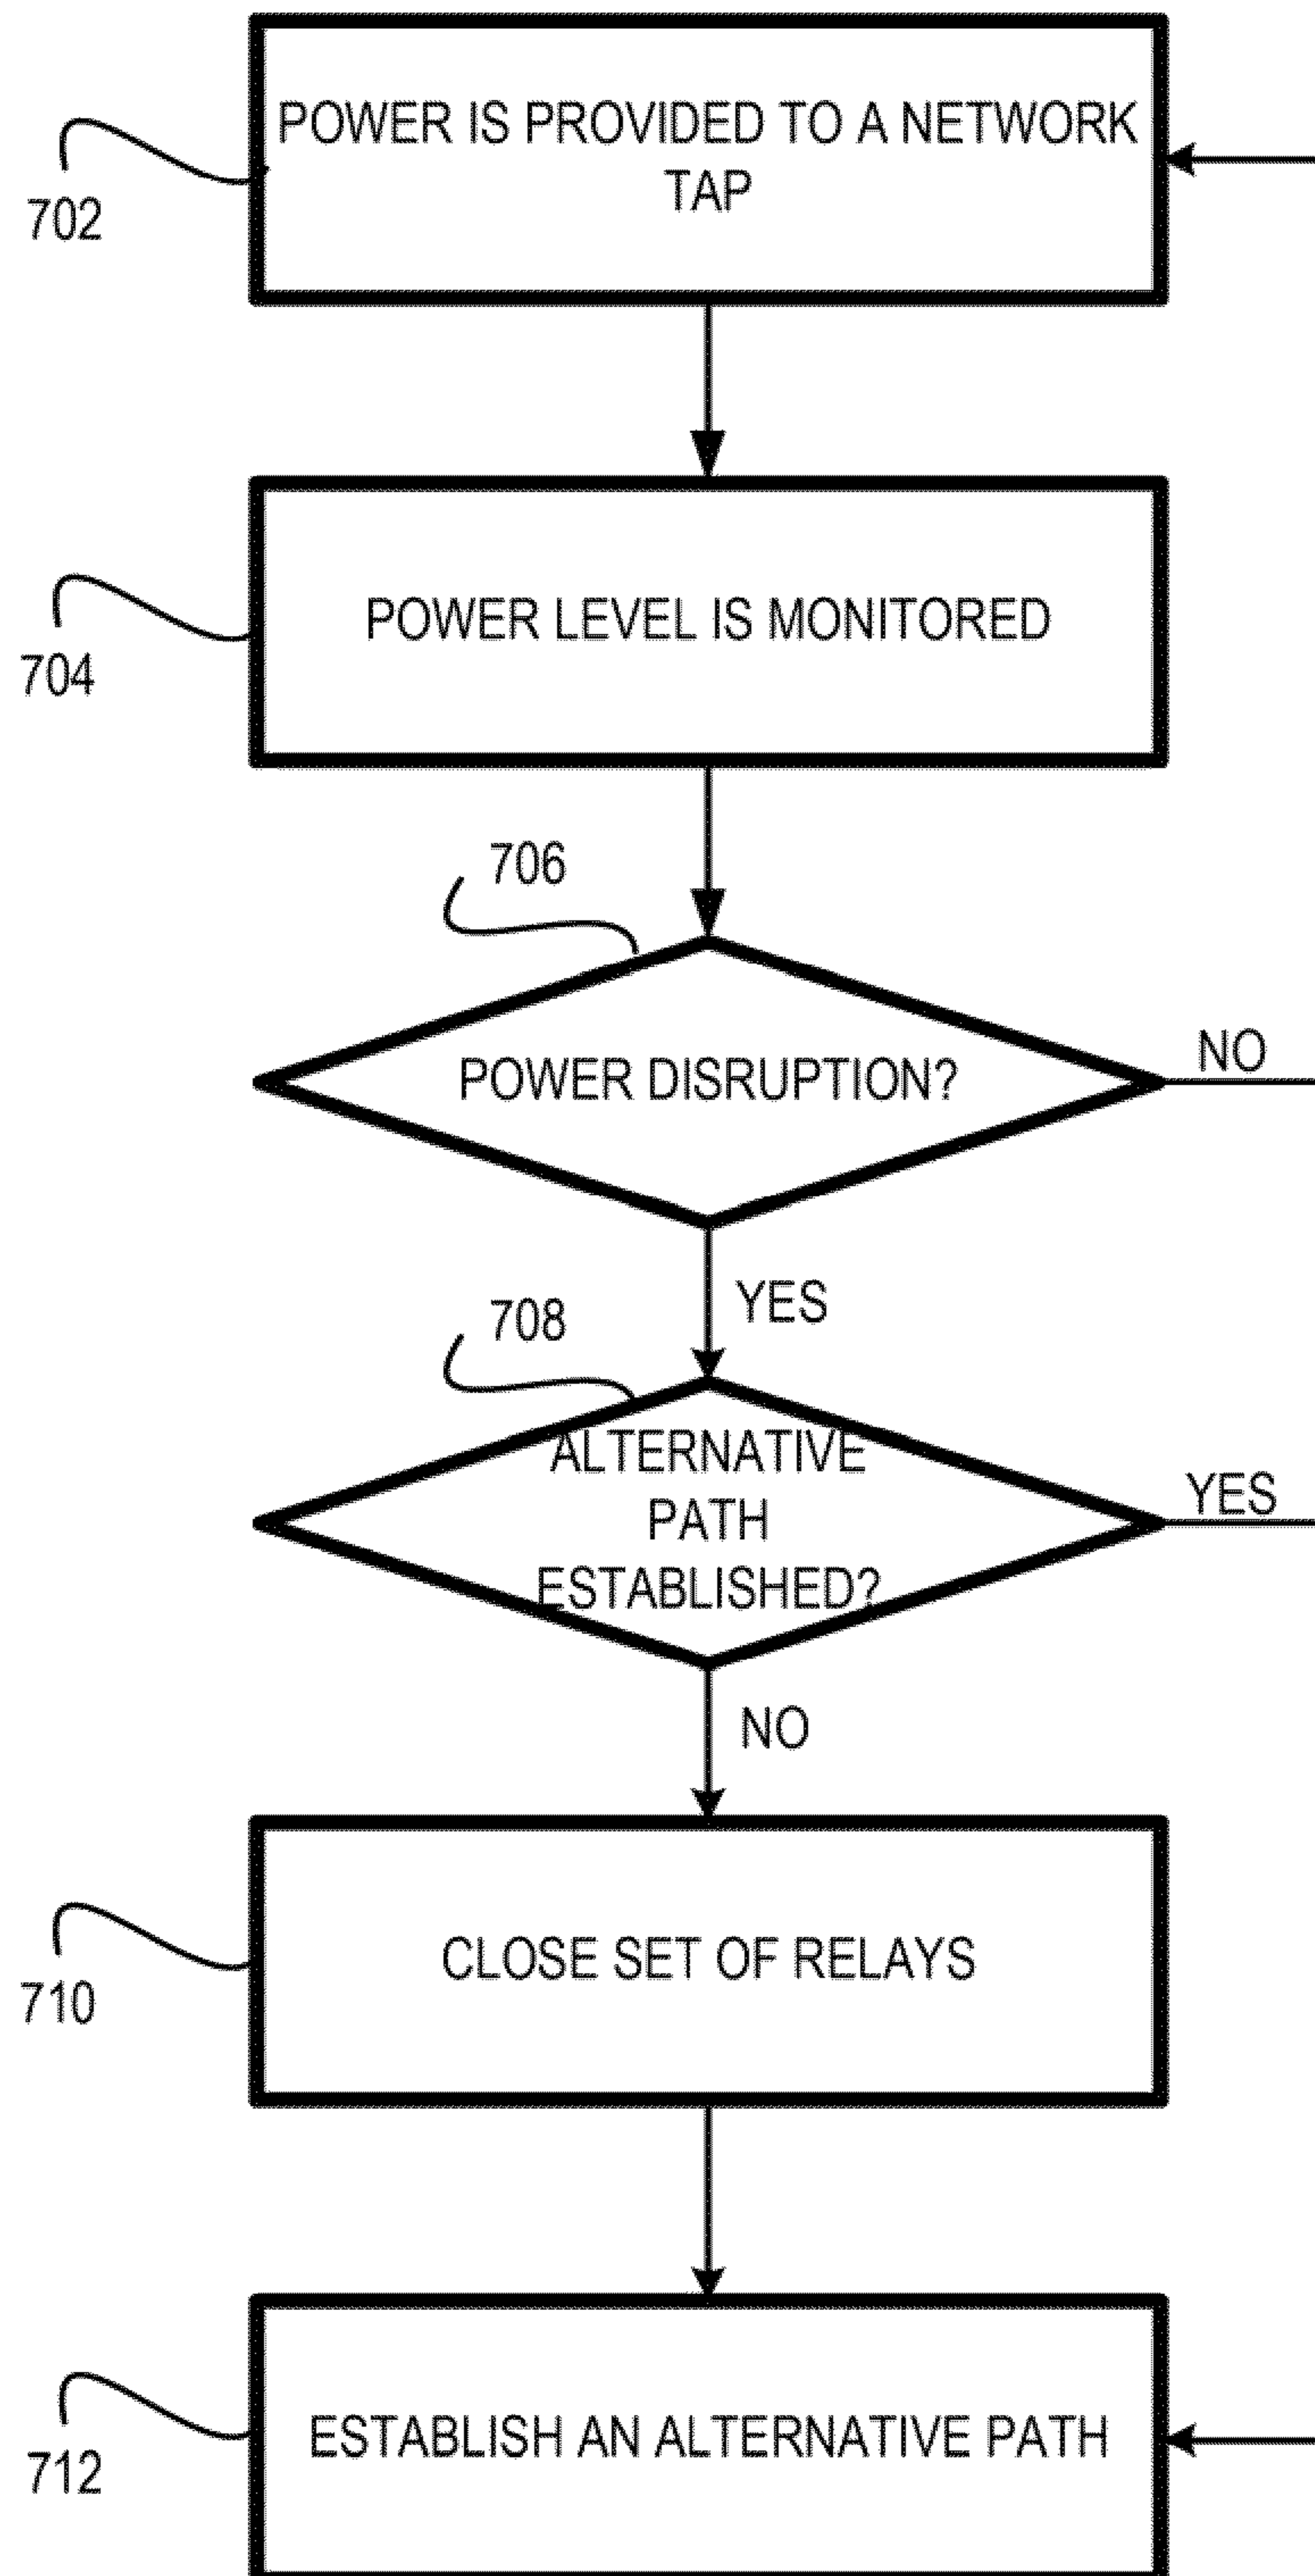 POWER IS PROVIDED TO A NETWORK
TAP
702
POWER LEVEL IS MONITORED
704
706
POWER DISRUPTION?
NO
YES
708
ALTERNATIVE
PATH
ESTABLISHED?
YES
NO
CLOSE SET OF RELAYS
710
ESTABLISH AN ALTERNATIVE PATH
712